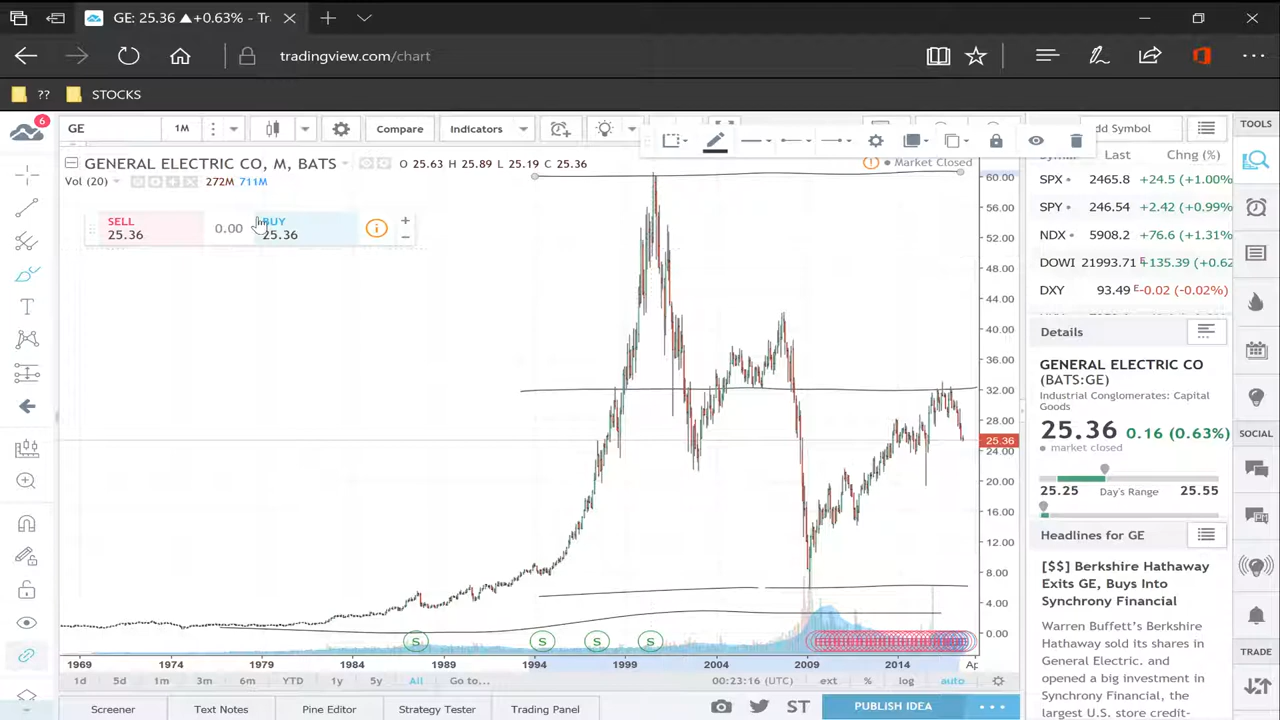 GE: 25.36 ▲+0.63% - Tr
tradingview.com/chart
??
STOCKS
6
GE
1M
Compare
Indicators
dd Symbol
TOOLS
GENERAL ELECTRIC CO, M, BATS
O 25.63 H 25.89 L 25.19 C 25.36
Market Closed
Vol (20)
272M 711M
SELL
25.36
0.00
BUY
25.36
60.00
56.00
52.00
48.00
44.00
40.00
36.00
32.00
28.00
25.36
24.00
20.00
16.00
12.00
8.00
4.00
0.00
S
S
S
S
1969
1974
1979
1984
1989
1994
1999
2004
2009
2014
Ap
1d
5d
1m
3m
6m
YTD
1y
5y
All
Go to...
00:23:16 (UTC)
ext
%
log
auto
Screener
Text Notes
Pine Editor
Strategy Tester
Trading Panel
ST
PUBLISH IDEA
Last
Chng (%)
SPX 2465.8 +24.5 (+1.00%
SPY 246.54 +2.42 (+0.99%
NDX 5908.2 +76.6 (+1.31%
DOWI 21993.71 E +135.39 (+0.62
DXY 93.49 E -0.02 (-0.02%)
Details
GENERAL ELECTRIC CO
(BATS:GE)
Industrial Conglomerates: Capital
Goods
25.36 0.16 (0.63%)
market closed
25.25
Day's Range
25.55
Headlines for GE
[$$] Berkshire Hathaway
Exits GE, Buys Into
Synchrony Financial
Warren Buffett's Berkshire
Hathaway sold its shares in
General Electric. and
opened a big investment in
Synchrony Financial, the
largest U.S. store credit-
SOCIAL
TRADE